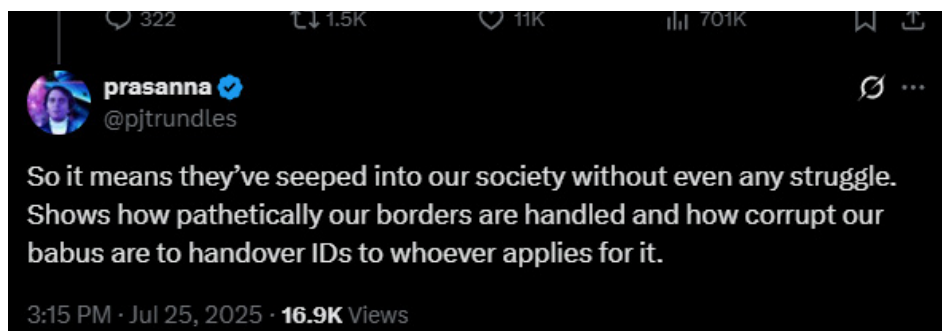 322 1.5K 11K 701K
prasanna
@pjtrundles
So it means they've seeped into our society without even any struggle.
Shows how pathetically our borders are handled and how corrupt our
babus are to handover IDs to whoever applies for it.
3:15 PM · Jul 25, 2025 · 16.9K Views